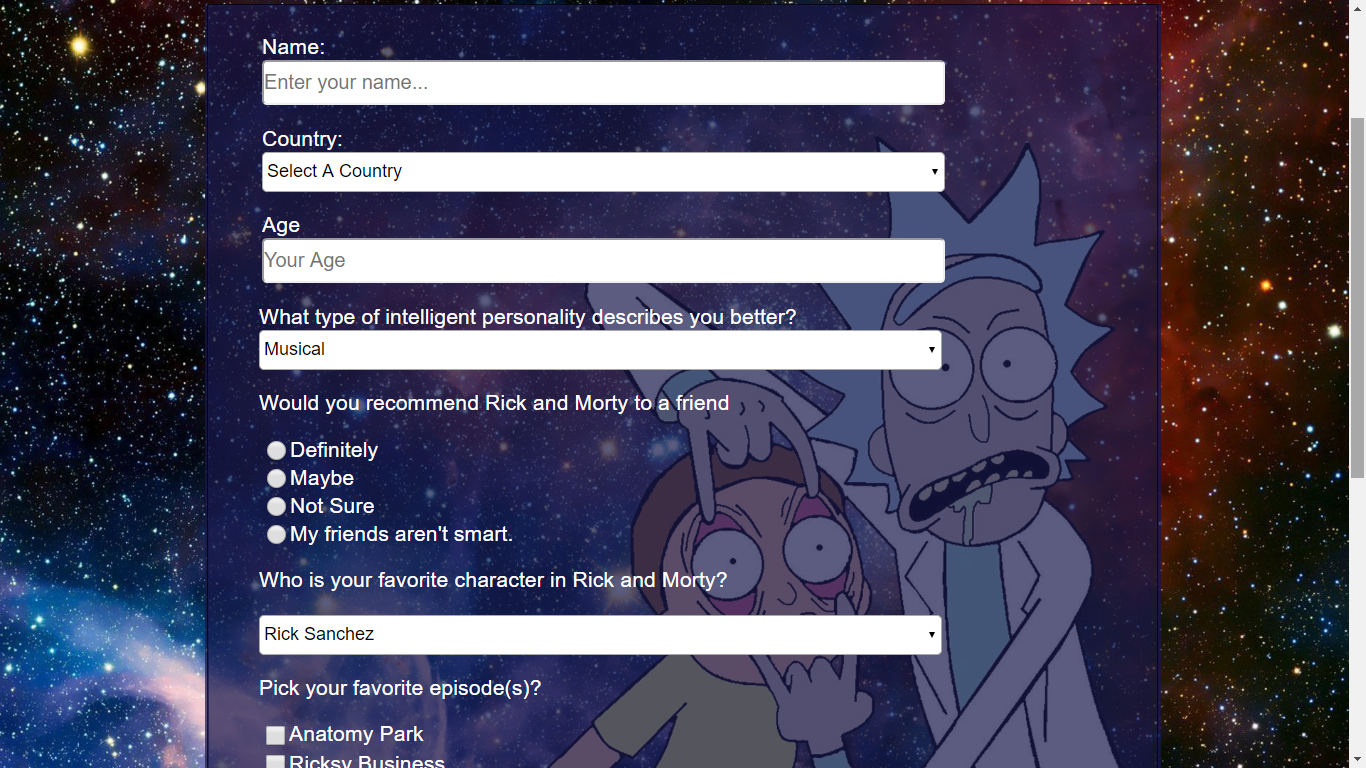 Name:
Enter your name...
Country:
Select A Country
Age
Your Age
What type of intelligent personality describes you better?
Musical
Would you recommend Rick and Morty to a friend
Definitely
Maybe
Not Sure
My friends aren't smart.
Who is your favorite character in Rick and Morty?
Rick Sanchez
Pick your favorite episode(s)?
Anatomy Park
Ricksy Business